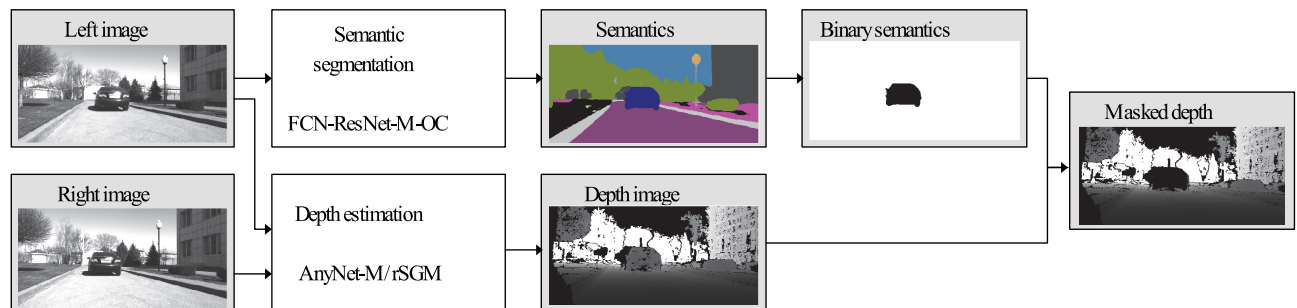 Left image
Semantic
segmentation
FCN-ResNet-M-OC
Semantics
Binary semantics
Masked depth
Right image
Depth estimation
AnyNet-M/rSGM
Depth image